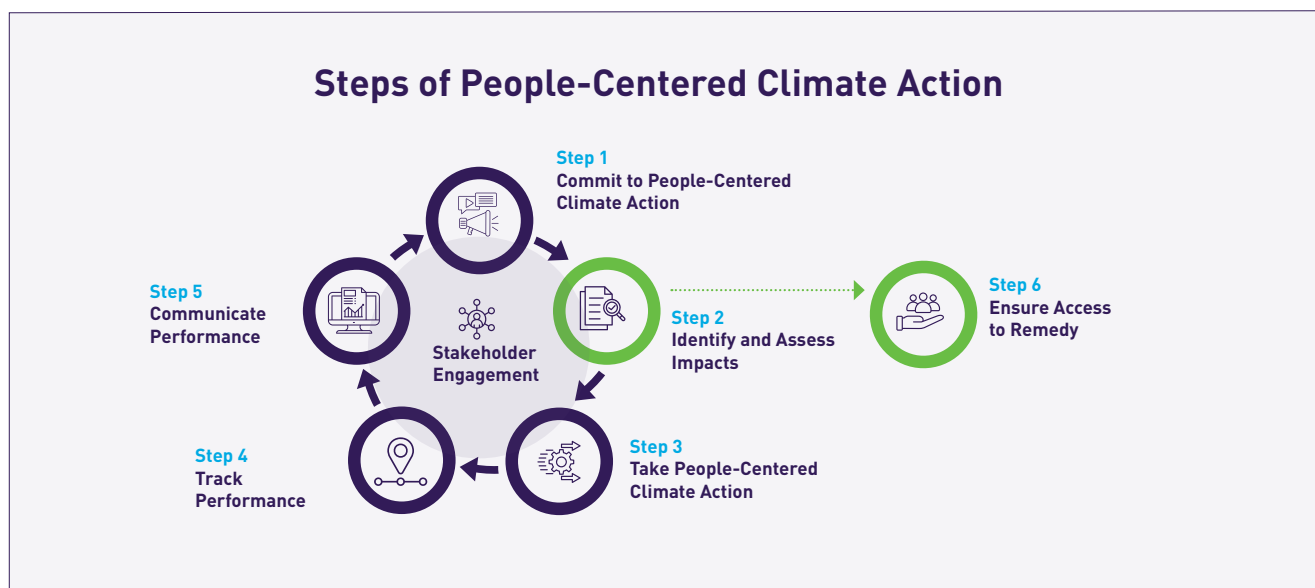 Steps of People-Centered Climate Action
Step 1
Commit to People-Centered
Climate Action
Step 2
Identify and Assess
Impacts
Step 3
Take People-Centered
Climate Action
Step 4
Track
Performance
Step 5
Communicate
Performance
Step 6
Ensure Access
to Remedy
Stakeholder
Engagement